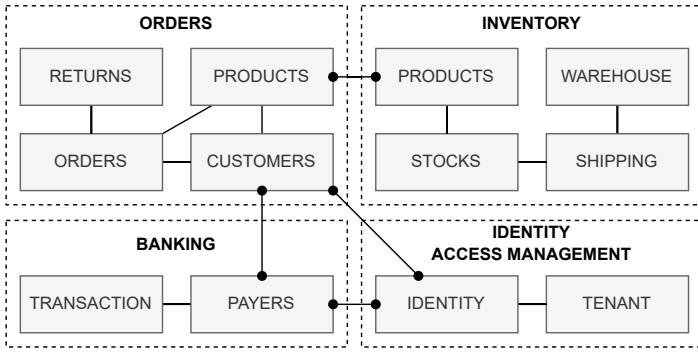 ORDERS
RETURNS
PRODUCTS
ORDERS
CUSTOMERS
INVENTORY
PRODUCTS
WAREHOUSE
STOCKS
SHIPPING
BANKING
TRANSACTION
PAYERS
IDENTITY
ACCESS MANAGEMENT
IDENTITY
TENANT